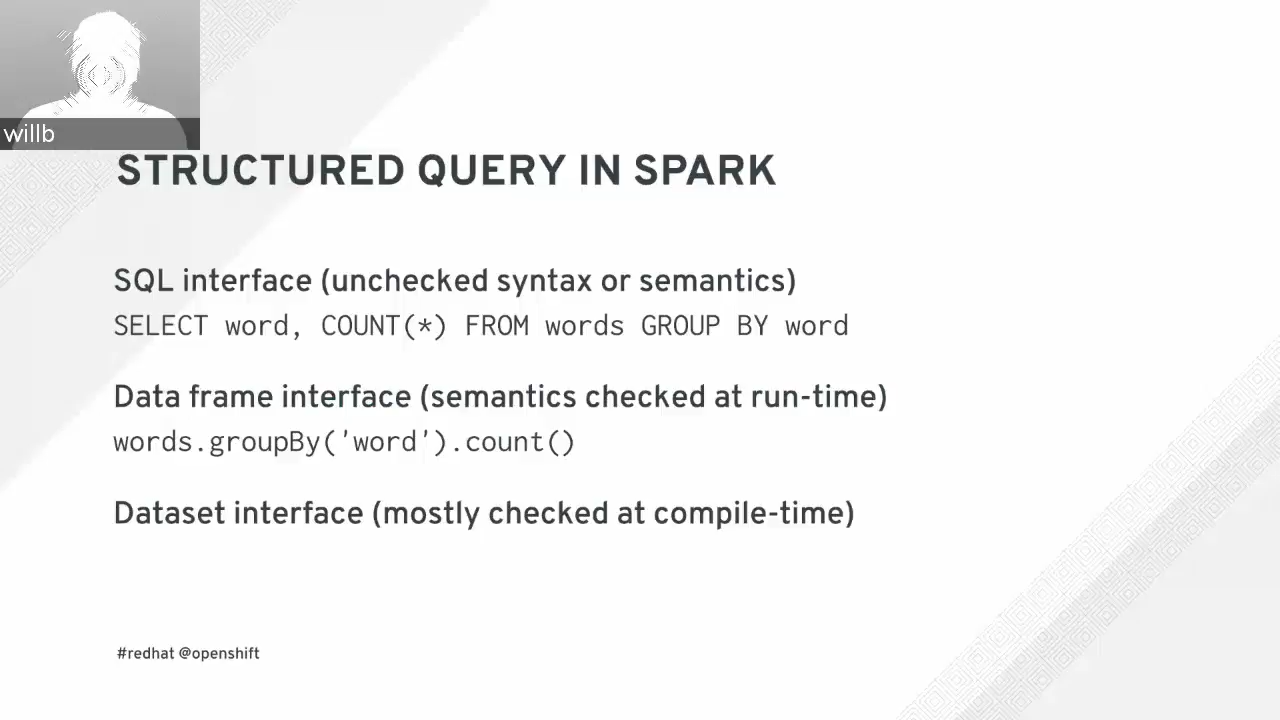 willb
STRUCTURED QUERY IN SPARK
SQL interface (unchecked syntax or semantics)
SELECT word, COUNT(*) FROM words GROUP BY word
Data frame interface (semantics checked at run-time)
words.groupBy('word').count()
Dataset interface (mostly checked at compile-time)
#redhat @openshift